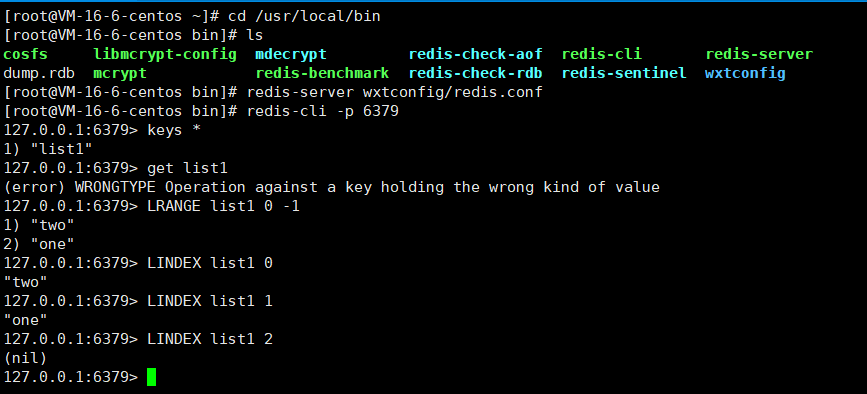 [root@VM-16-6-centos ~]# cd /usr/local/bin
[root@VM-16-6-centos bin]# ls
cosfs     libmcrypt-config  mdecrypt         redis-check-aof  redis-cli       redis-server
dump.rdb  mcrypt            redis-benchmark  redis-check-rdb  redis-sentinel  wxtconfig
[root@VM-16-6-centos bin]# redis-server wxtconfig/redis.conf
[root@VM-16-6-centos bin]# redis-cli -p 6379
127.0.0.1:6379> keys *
1) "list1"
127.0.0.1:6379> get list1
(error) WRONGTYPE Operation against a key holding the wrong kind of value
127.0.0.1:6379> LRANGE list1 0 -1
1) "two"
2) "one"
127.0.0.1:6379> LINDEX list1 0
"two"
127.0.0.1:6379> LINDEX list1 1
"one"
127.0.0.1:6379> LINDEX list1 2
(nil)
127.0.0.1:6379>